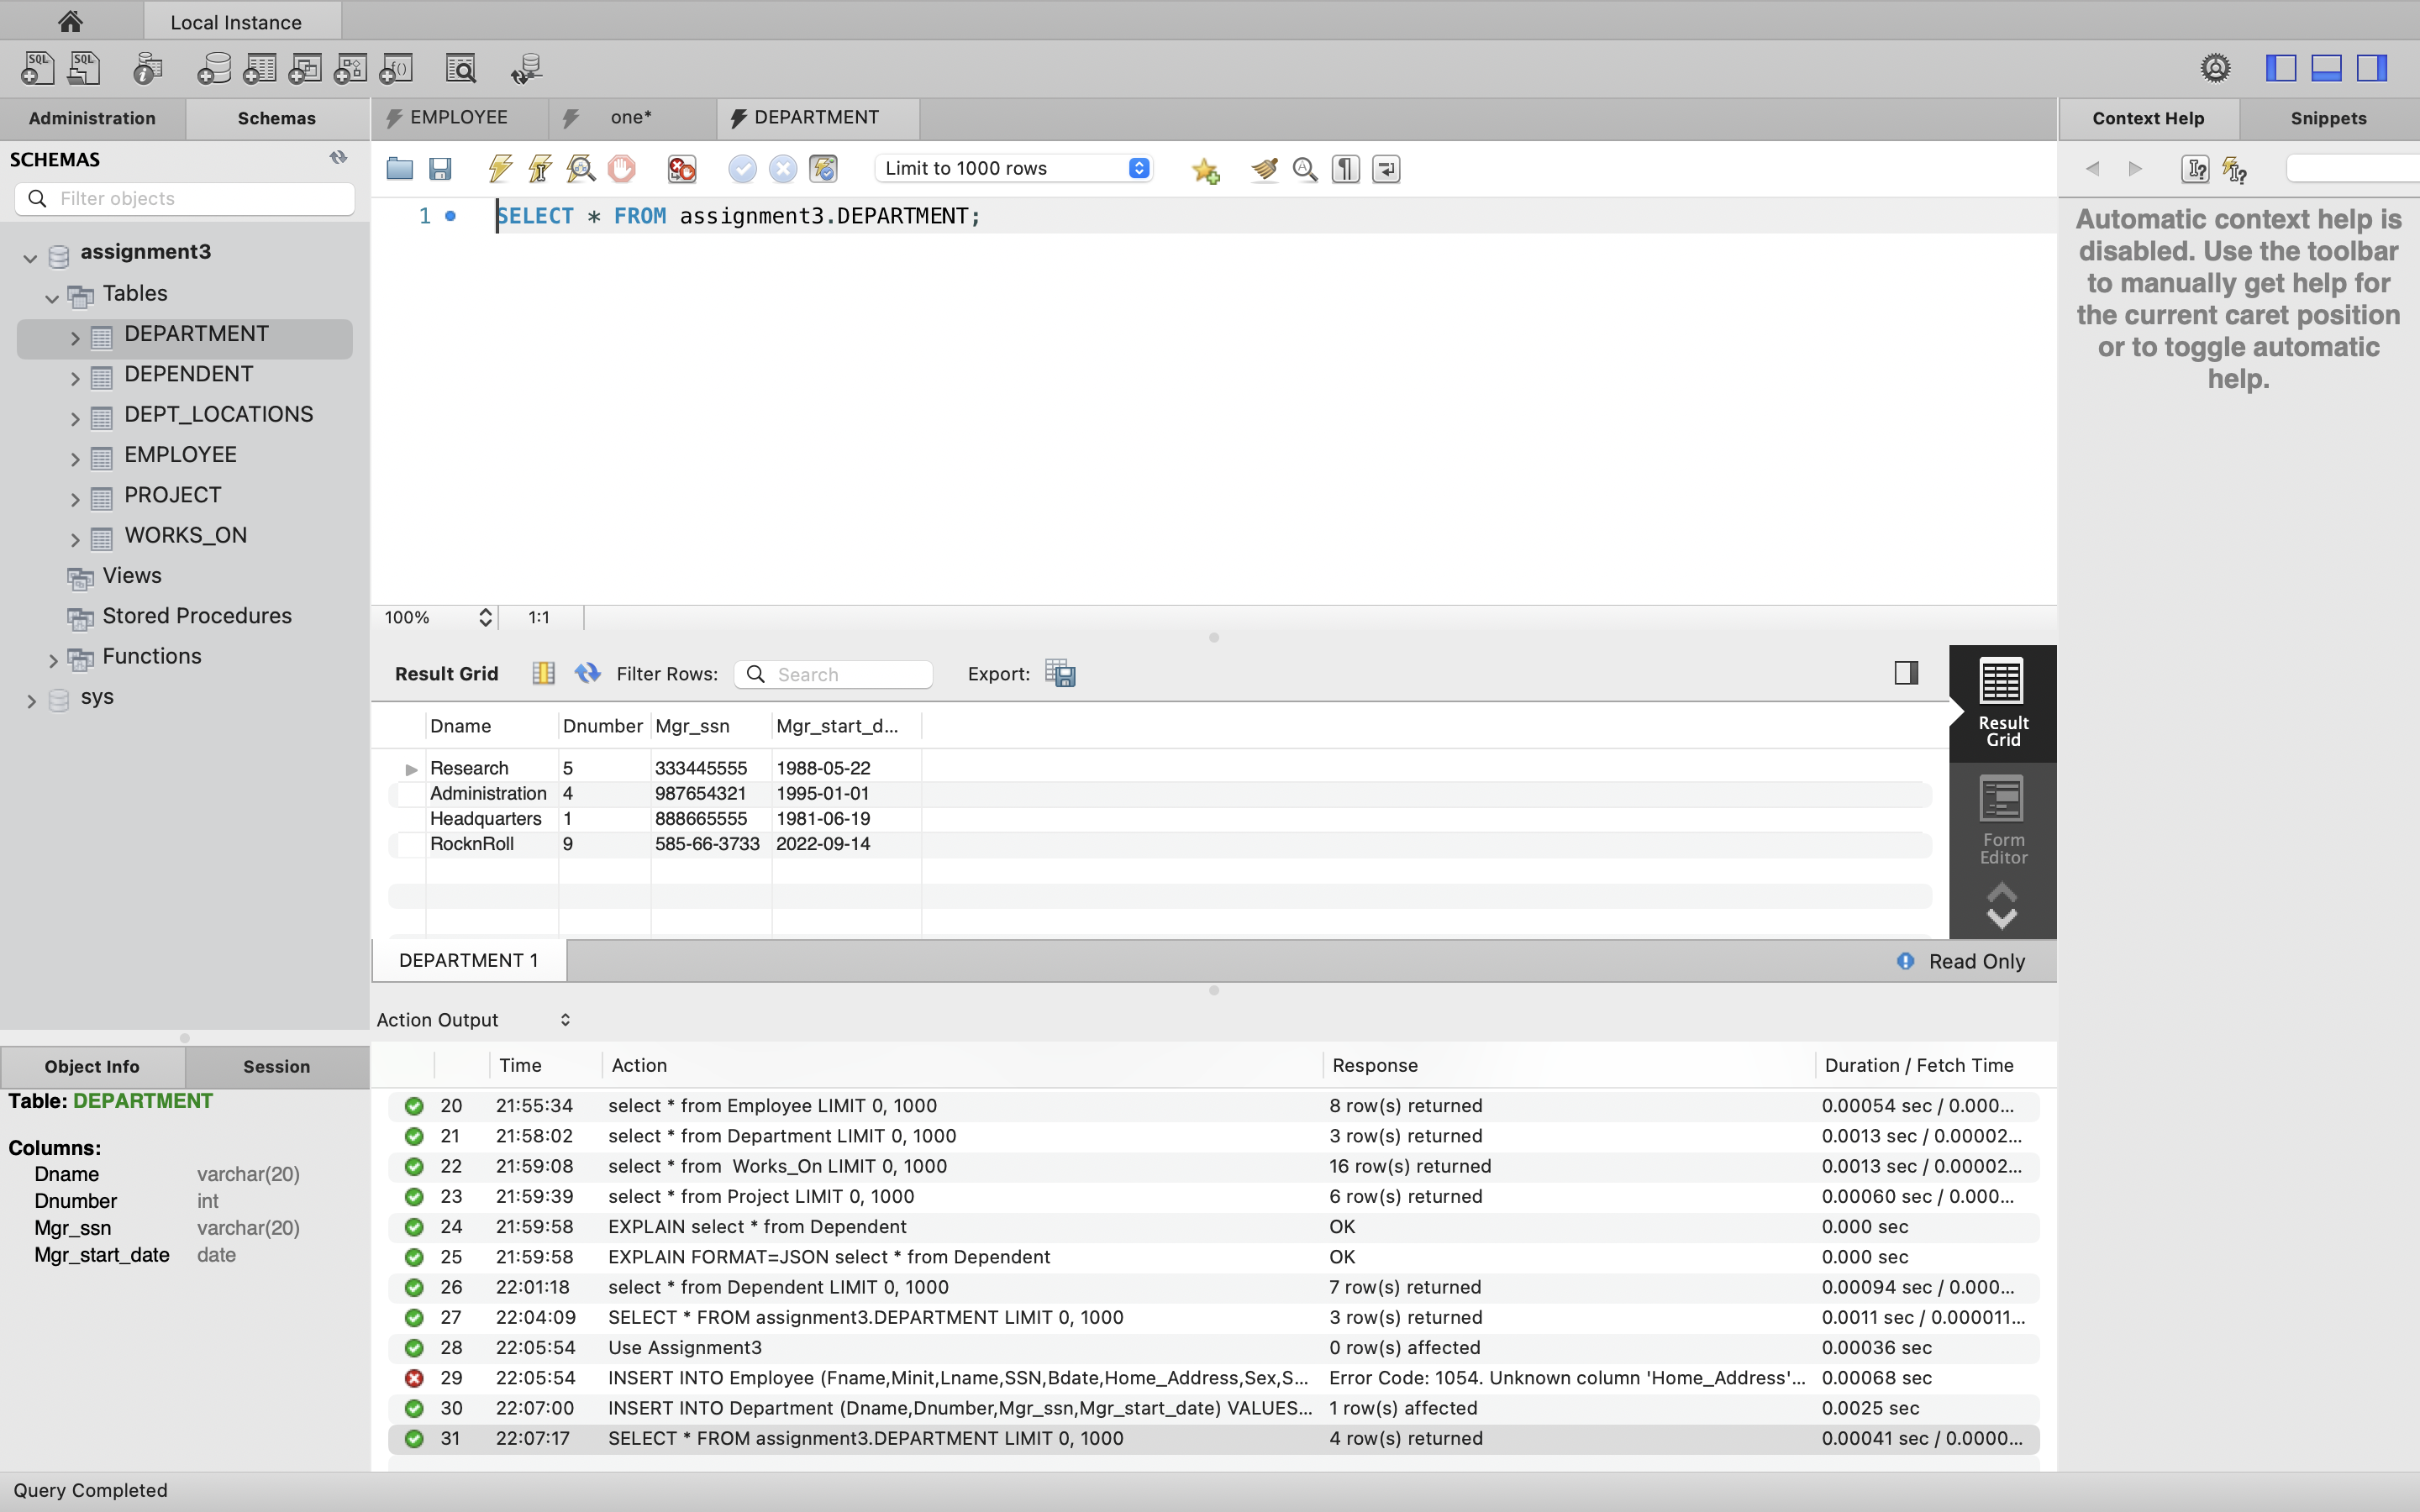 Local Instance
SQL SQL
Administration Schemas
EMPLOYEE one* DEPARTMENT
Context Help Snippets
SCHEMAS
Limit to 1000 rows
Filter objects
1 SELECT * FROM assignment3.DEPARTMENT;
Automatic context help is
disabled. Use the toolbar
to manually get help for
the current caret position
or to toggle automatic
help.
assignment3
Tables
DEPARTMENT
DEPENDENT
DEPT_LOCATIONS
EMPLOYEE
PROJECT
WORKS_ON
Views
Stored Procedures
Functions
sys
100% 1:1
Result Grid Filter Rows: Search Export:
Result
Grid
Form
Editor
Dname Dnumber Mgr_ssn Mgr_start_d...
Research 5 333445555 1988-05-22
Administration 4 987654321 1995-01-01
Headquarters 1 888665555 1981-06-19
RocknRoll 9 585-66-3733 2022-09-14
DEPARTMENT 1 Read Only
Action Output
Object Info Session
Table: DEPARTMENT
Columns:
Dname varchar(20)
Dnumber int
Mgr_ssn varchar(20)
Mgr_start_date date
Time Action Response Duration / Fetch Time
20 21:55:34 select * from Employee LIMIT 0, 1000 8 row(s) returned 0.00054 sec / 0.000...
21 21:58:02 select * from Department LIMIT 0, 1000 3 row(s) returned 0.0013 sec / 0.00002...
22 21:59:08 select * from  Works_On LIMIT 0, 1000 16 row(s) returned 0.0013 sec / 0.00002...
23 21:59:39 select * from Project LIMIT 0, 1000 6 row(s) returned 0.00060 sec / 0.000...
24 21:59:58 EXPLAIN select * from Dependent OK 0.000 sec
25 21:59:58 EXPLAIN FORMAT=JSON select * from Dependent OK 0.000 sec
26 22:01:18 select * from Dependent LIMIT 0, 1000 7 row(s) returned 0.00094 sec / 0.000...
27 22:04:09 SELECT * FROM assignment3.DEPARTMENT LIMIT 0, 1000 3 row(s) returned 0.0011 sec / 0.000011...
28 22:05:54 Use Assignment3 0 row(s) affected 0.00036 sec
29 22:05:54 INSERT INTO Employee (Fname,Minit,Lname,SSN,Bdate,Home_Address,Sex,S... Error Code: 1054. Unknown column 'Home_Address'... 0.00068 sec
30 22:07:00 INSERT INTO Department (Dname,Dnumber,Mgr_ssn,Mgr_start_date) VALUES... 1 row(s) affected 0.0025 sec
31 22:07:17 SELECT * FROM assignment3.DEPARTMENT LIMIT 0, 1000 4 row(s) returned 0.00041 sec / 0.0000...
Query Completed